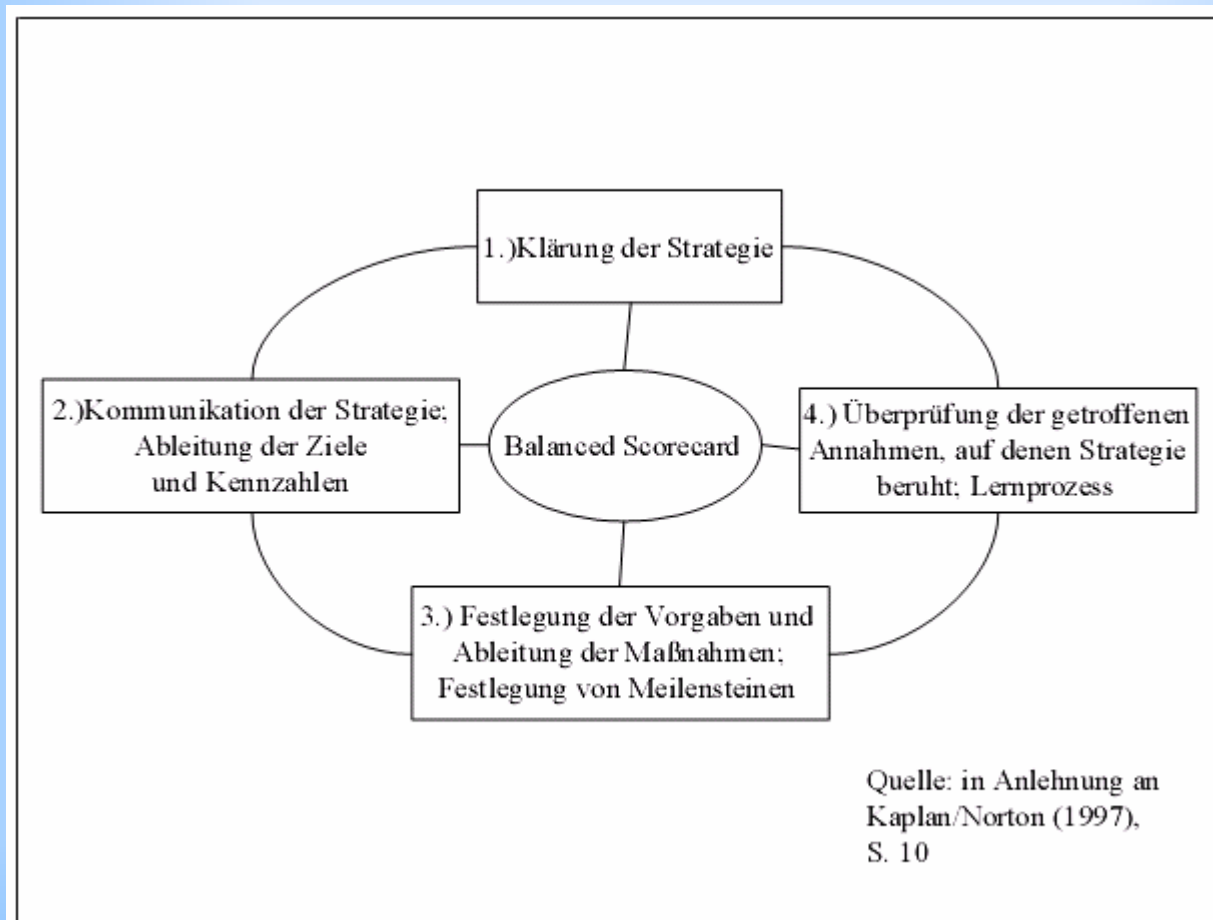 1.)Klärung der Strategie
2.)Kommunikation der Strategie;
Ableitung der Ziele
und Kennzahlen
Balanced Scorecard
4.) Überprüfung der getroffenen
Annahmen, auf denen Strategie
beruht; Lernprozess
3.) Festlegung der Vorgaben und
Ableitung der Maßnahmen;
Festlegung von Meilensteinen
Quelle: in Anlehnung an
Kaplan/Norton (1997),
S. 10